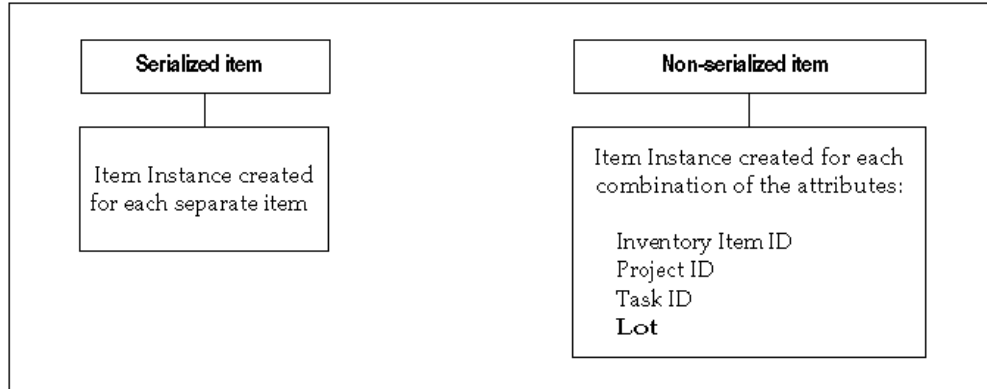 Serialized item
Item Instance created
for each separate item
Non-serialized item
Item Instance created for each
combination of the attributes:
Inventory Item ID
Project ID
Task ID
Lot